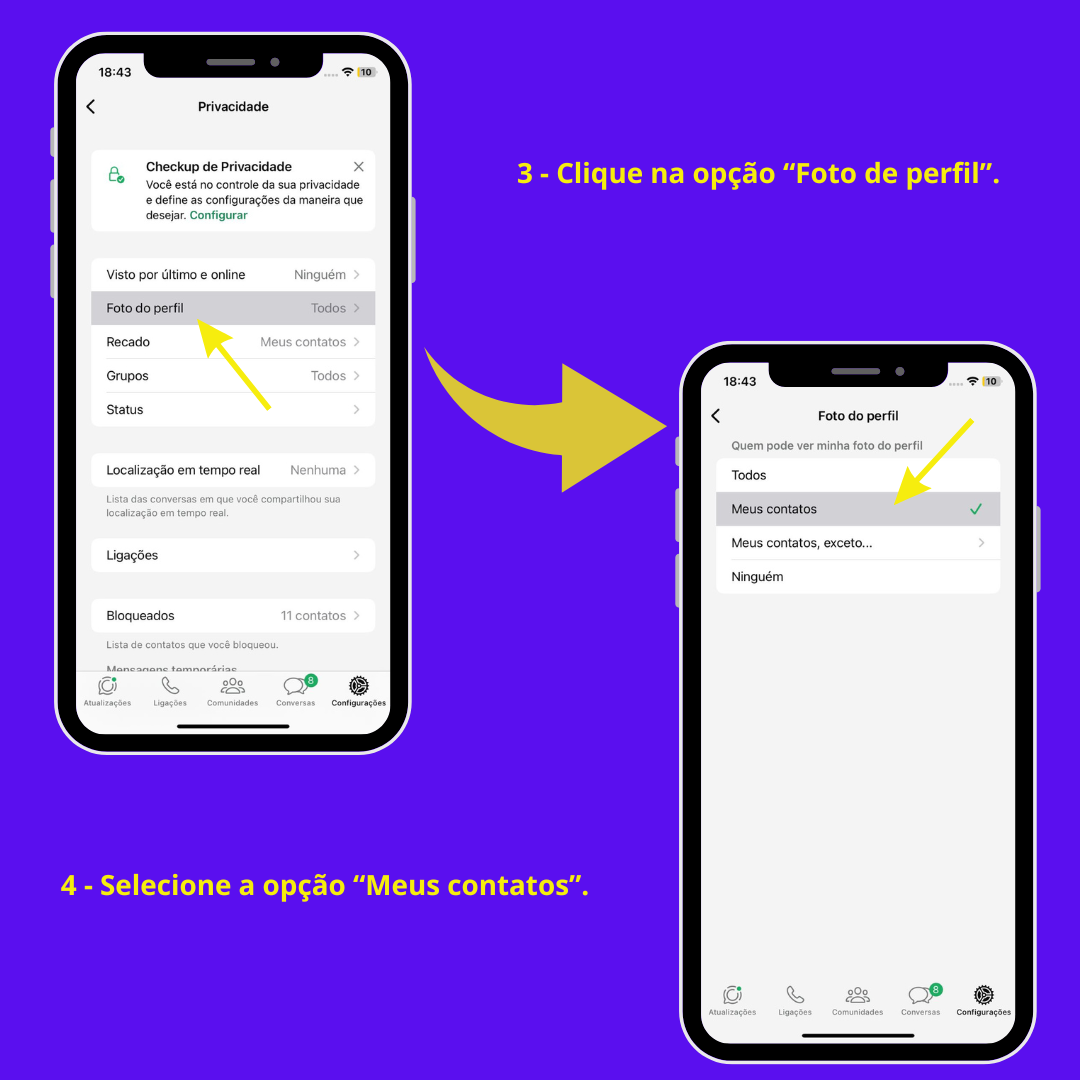 18:43
10
Privacidade
Checkup de Privacidade
Você está no controle da sua privacidade
e define as configurações da maneira que
desejar. Configurar
Visto por último e online Ninguém
Foto do perfil Todos
Recado Meus contatos
Grupos Todos
Status
Localização em tempo real Nenhuma
Lista das conversas em que você compartilhou sua
localização em tempo real.
Ligações
Bloqueados 11 contatos
Lista de contatos que você bloqueou.
Mensagens temporárias
8
Atualizações Ligações Comunidades Conversas Configurações
3 - Clique na opção “Foto de perfil”.
18:43
10
Foto do perfil
Quem pode ver minha foto do perfil
Todos
Meus contatos
Meus contatos, exceto...
Ninguém
8
Atualizações Ligações Comunidades Conversas Configurações
4 - Selecione a opção “Meus contatos”.